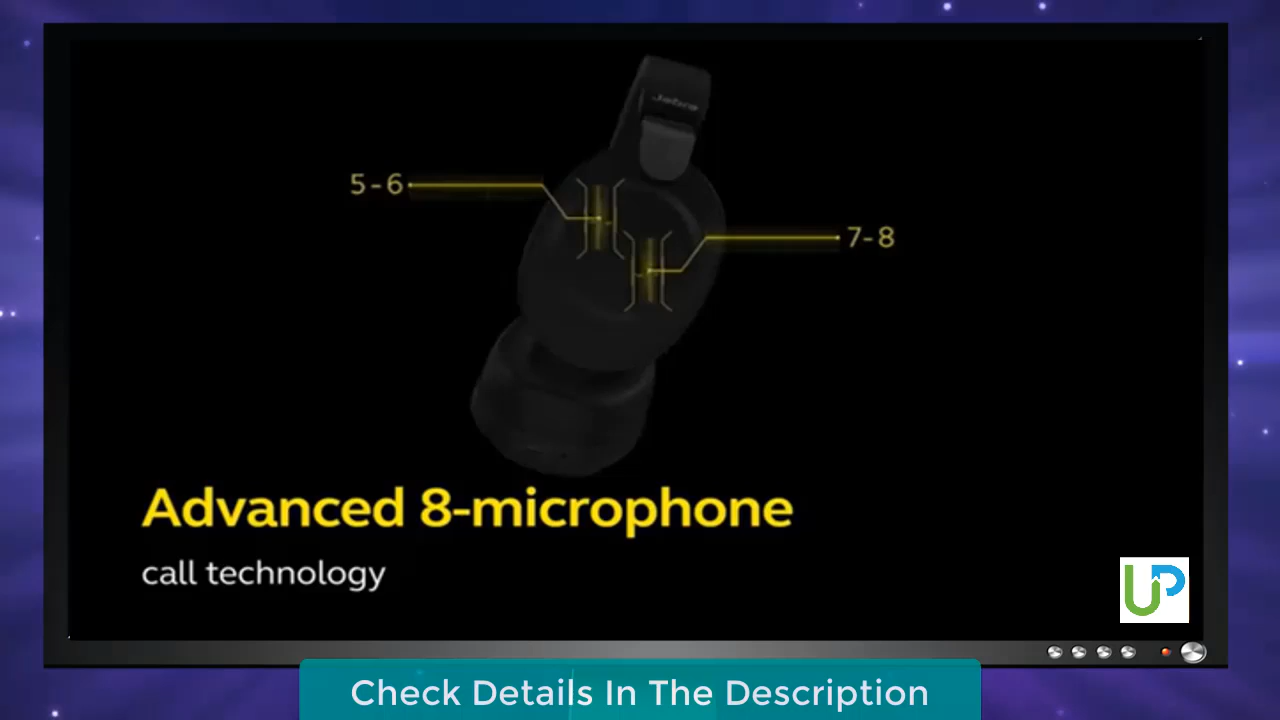 Jabra
5-6
7-8
Advanced 8-microphone
call technology
UP
Check Details In The Description